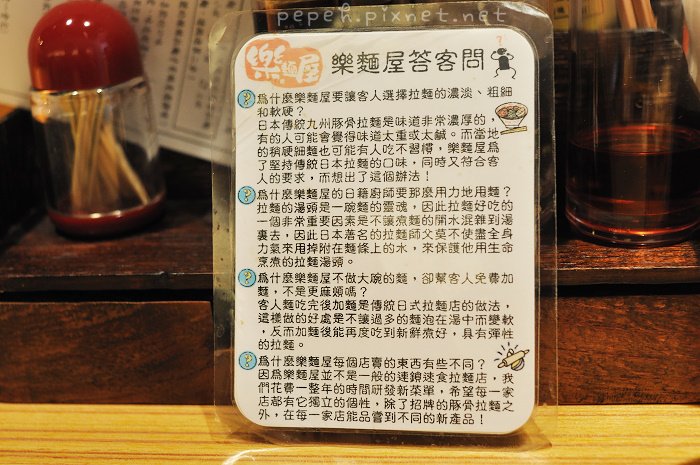 pepeh.pixnet.net
樂麵屋 樂麵屋答客問
為什麼樂麵屋要讓客人選擇拉麵的濃淡、粗細
和軟硬？
日本傳統九州豚骨拉麵是味道非常濃厚的，
有的人可能會覺得味道太重或太鹹。而當地
的稍硬細麵也可能有人吃不習慣，樂麵屋為
了堅持傳統日本拉麵的口味，同時又符合客
人的要求，而想出了這個辦法！
為什麼樂麵屋的日籍廚師要那麼用力地甩麵？
拉麵的湯頭是一碗麵的靈魂，因此拉麵好吃的
一個非常重要因素是不讓煮麵的開水混雜到湯
裏去，因此日本著名的拉麵師父莫不使盡全身
力氣來甩掉附在麵條上的水，來保護他用生命
烹煮的拉麵湯頭。
為什麼樂麵屋不做大碗的麵，卻幫客人免費加
麵，不是更麻煩嗎？
客人麵吃完後加麵是傳統日式拉麵店的做法，
這樣做的好處是不讓過多的麵泡在湯中而變軟
，反而加麵後能再度吃到新鮮煮好，具有彈性
的拉麵。
為什麼樂麵屋每個店賣的東西有些不同？
因為樂麵屋並不是一般的連鎖速食拉麵店，我
們花費一整年的時間研發新菜單，希望每一家
店都有它獨立的個性，除了招牌的豚骨拉麵之
外，在每一家店能品嘗到不同的新產品！